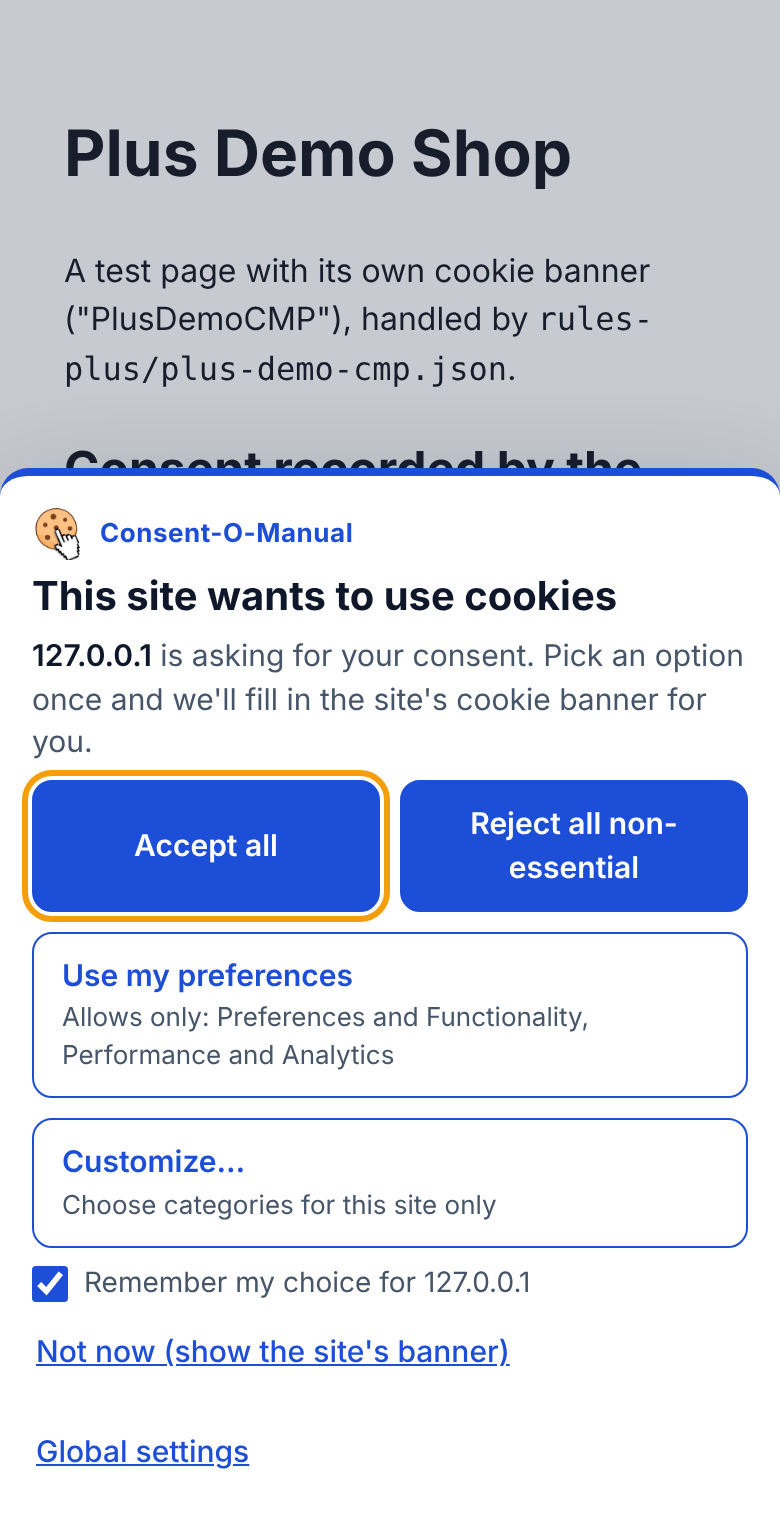 Plus Demo Shop
A test page with its own cookie banner
("PlusDemoCMP"), handled by rules-
plus/plus-demo-cmp.json.
Consent recorded by the
Consent-O-Manual
This site wants to use cookies
127.0.0.1 is asking for your consent. Pick an option
once and we'll fill in the site's cookie banner for
you.
Accept all
Reject all non-
essential
Use my preferences
Allows only: Preferences and Functionality,
Performance and Analytics
Customize...
Choose categories for this site only
Remember my choice for 127.0.0.1
Not now (show the site's banner)
Global settings